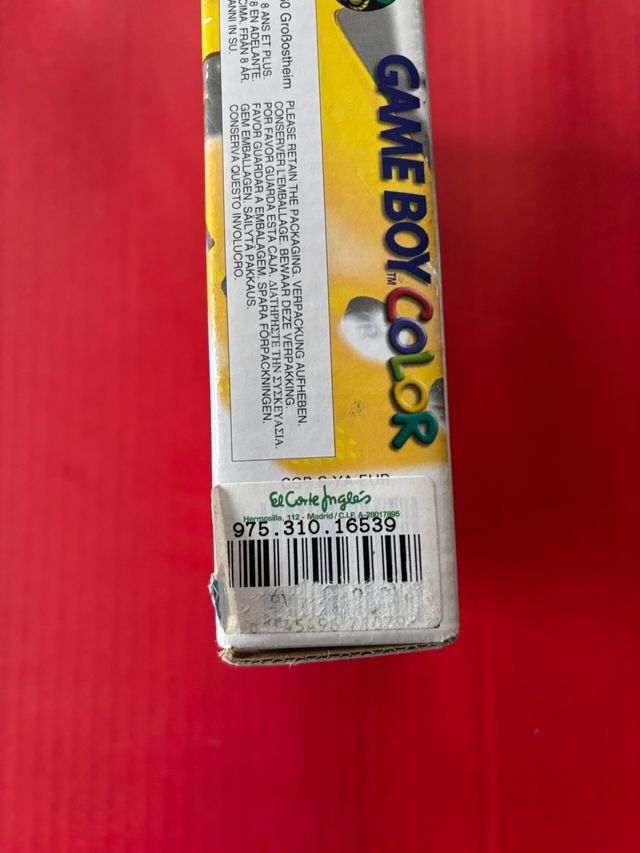 GAME BOY
COLOR
TM
60 Großostheim
8 ANS ET PLUS.
8 EN ADELANTE.
CIMA. FRÅN 8 ÅR.
ANNI IN SU
PLEASE RETAIN THE PACKAGING. VERPACKUNG AUFHEBEN.
CONSERVER L'EMBALLAGE. BEWAAR DEZE VERPAKKING.
POR FAVOR GUARDA ESTA CAJA. ΔΙΑΤΗΡΗΣΤΕ ΤΗΝ ΣΥΣΚΕΥΑΣΙΑ.
FAVOR GUARDAR A EMBALAGEM. SPARA FÖRPACKNINGEN.
GEM EMBALLAGEN. SÄILYTÄ PAKKAUS.
CONSERVA QUESTO INVOLUCRO.
El Corte Inglés
Hermosilla, 112 - Madrid / C.I.F. A-28017895
975.310.16539